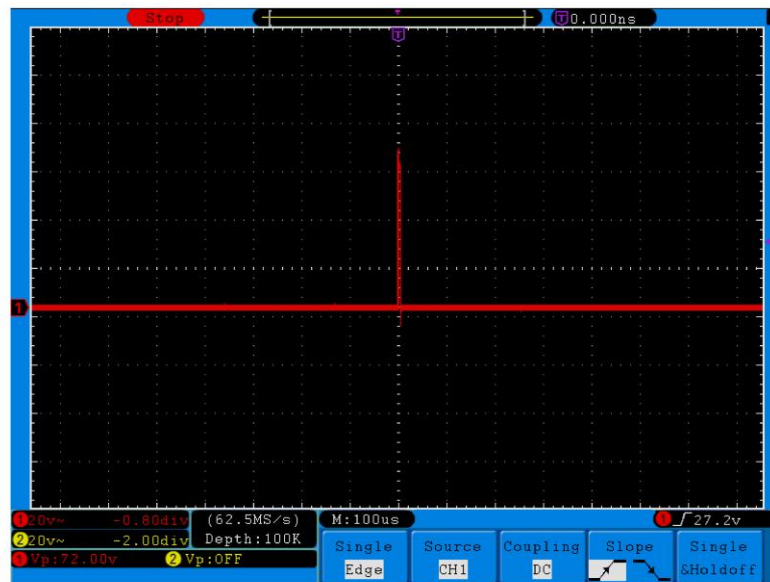 Stop T 0.000ns
T
1
1 20v~ -0.80div (62.5MS/s) M:100us 1 27.2v
2 20v~ -2.00div Depth:100K
1 Vp:72.00v 2 Vp:OFF
Single Source Coupling Slope Single
Edge CH1 DC &Holdoff